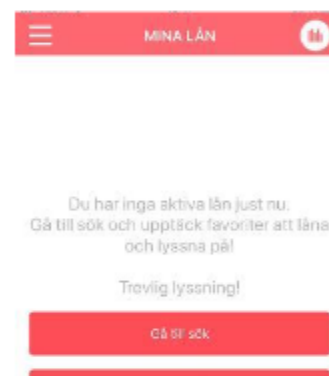 MINA LÅN
Du har inga aktiva lån just nu.
Gå till sök och upptäck favoriter att låna
och lyssna på!
Trevlig lyssning!
Gå till sök